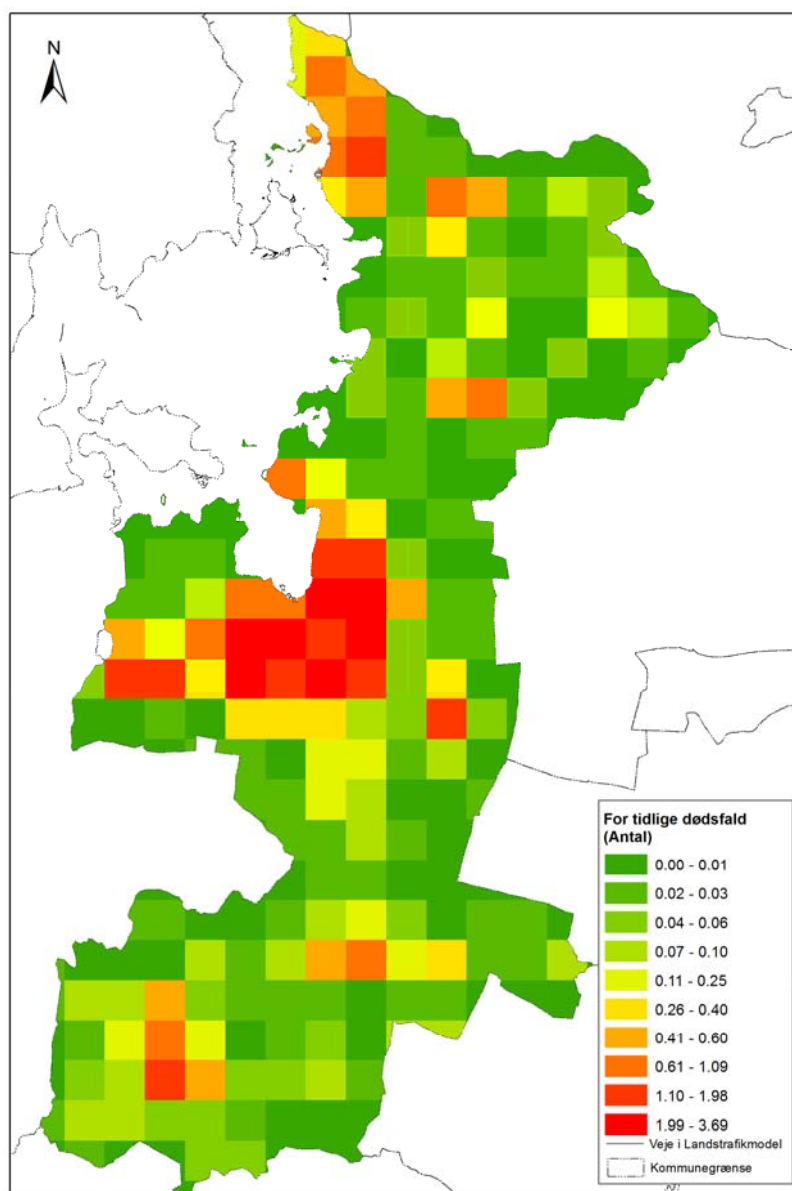 N
For tidlige dødsfald
(Antal)
0.00 - 0.01
0.02 - 0.03
0.04 - 0.06
0.07 - 0.10
0.11 - 0.25
0.26 - 0.40
0.41 - 0.60
0.61 - 1.09
1.10 - 1.98
1.99 - 3.69
Veje i Landstrafikmodel
Kommunegrænse